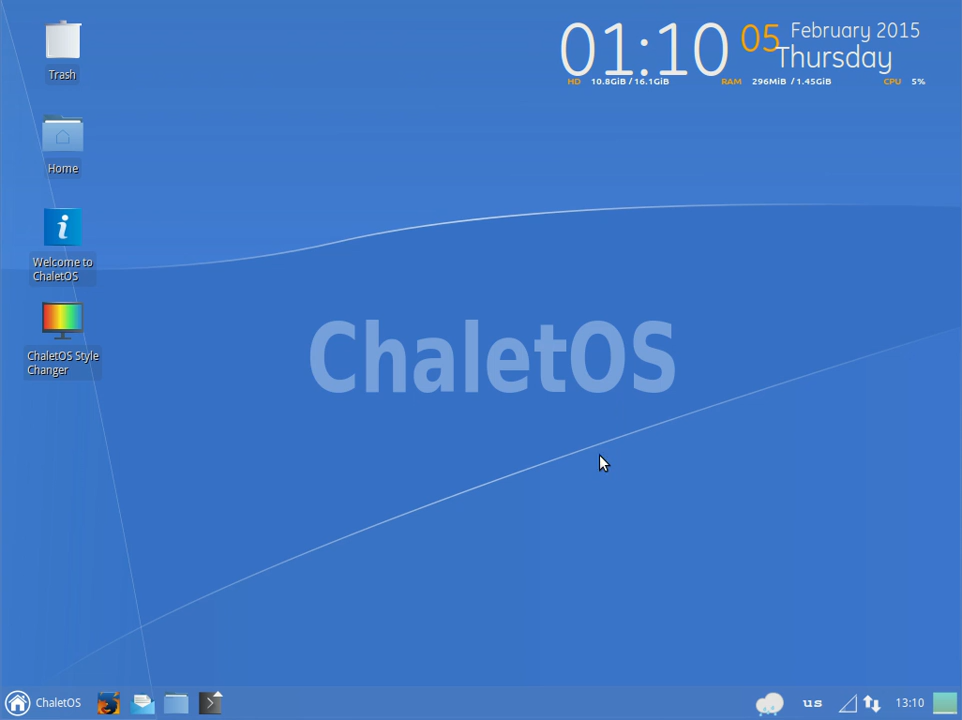 01:10 05 February 2015
Thursday
HD 10.8GiB / 16.1GiB RAM 296MiB / 1.45GiB CPU 5%
Trash
Home
Welcome to
ChaletOS
ChaletOS Style
Changer
ChaletOS
ChaletOS us 13:10